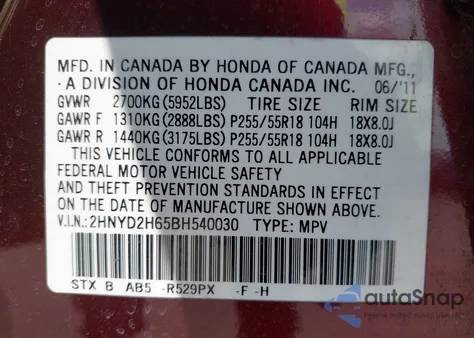 MFD. IN CANADA BY HONDA OF CANADA MFG.,
A DIVISION OF HONDA CANADA INC. 06/'11
GVWR 2700KG (5952LBS) TIRE SIZE RIM SIZE
GAWR F 1310KG (2888LBS) P255/55R18 104H 18X8.0J
GAWR R 1440KG (3175LBS) P255/55R18 104H 18X8.0J
THIS VEHICLE CONFORMS TO ALL APPLICABLE
FEDERAL MOTOR VEHICLE SAFETY
AND THEFT PREVENTION STANDARDS IN EFFECT
ON THE DATE OF MANUFACTURE SHOWN ABOVE.
V.I.N.:2HNYD2H65BH540030 TYPE: MPV
STX B AB5 -R529PX -F -H
autoSnap